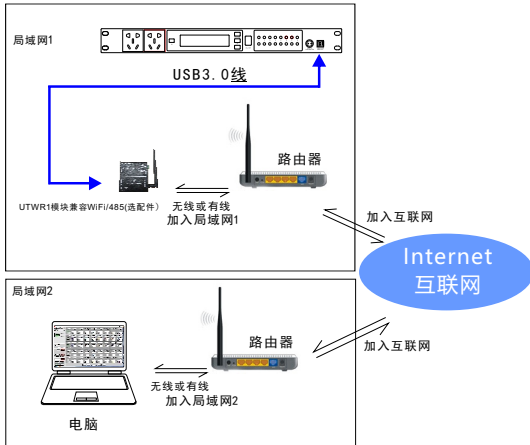 局域网1
USB3.0线
路由器
UTWR1模块兼容WiFi/485(选配件)
无线或有线
加入局域网1
加入互联网
Internet
互联网
局域网2
路由器
加入互联网
无线或有线
加入局域网2
电脑